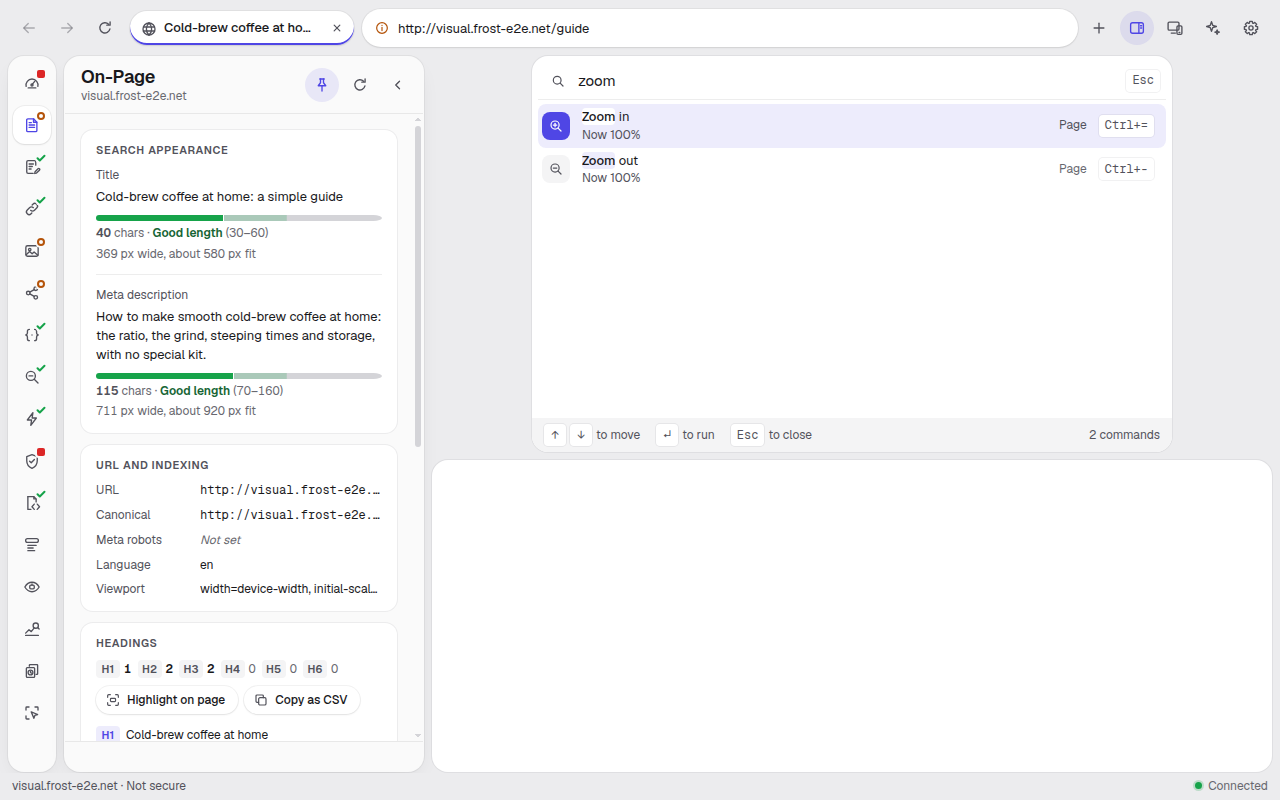 Cold-brew coffee at ho...
http://visual.frost-e2e.net/guide
On-Page
visual.frost-e2e.net
SEARCH APPEARANCE
Title
Cold-brew coffee at home: a simple guide
40 chars · Good length (30–60)
369 px wide, about 580 px fit
Meta description
How to make smooth cold-brew coffee at home:
the ratio, the grind, steeping times and storage,
with no special kit.
115 chars · Good length (70–160)
711 px wide, about 920 px fit
URL AND INDEXING
URL http://visual.frost-e2e.…
Canonical http://visual.frost-e2e.…
Meta robots Not set
Language en
Viewport width=device-width, initial-scal...
HEADINGS
H1 1 H2 2 H3 2 H4 0 H5 0 H6 0
Highlight on page Copy as CSV
H1 Cold-brew coffee at home
zoom Esc
Zoom in
Now 100%
Page Ctrl+=
Zoom out
Now 100%
Page Ctrl+-
↑ ↓ to move ↵ to run Esc to close 2 commands
visual.frost-e2e.net · Not secure
Connected